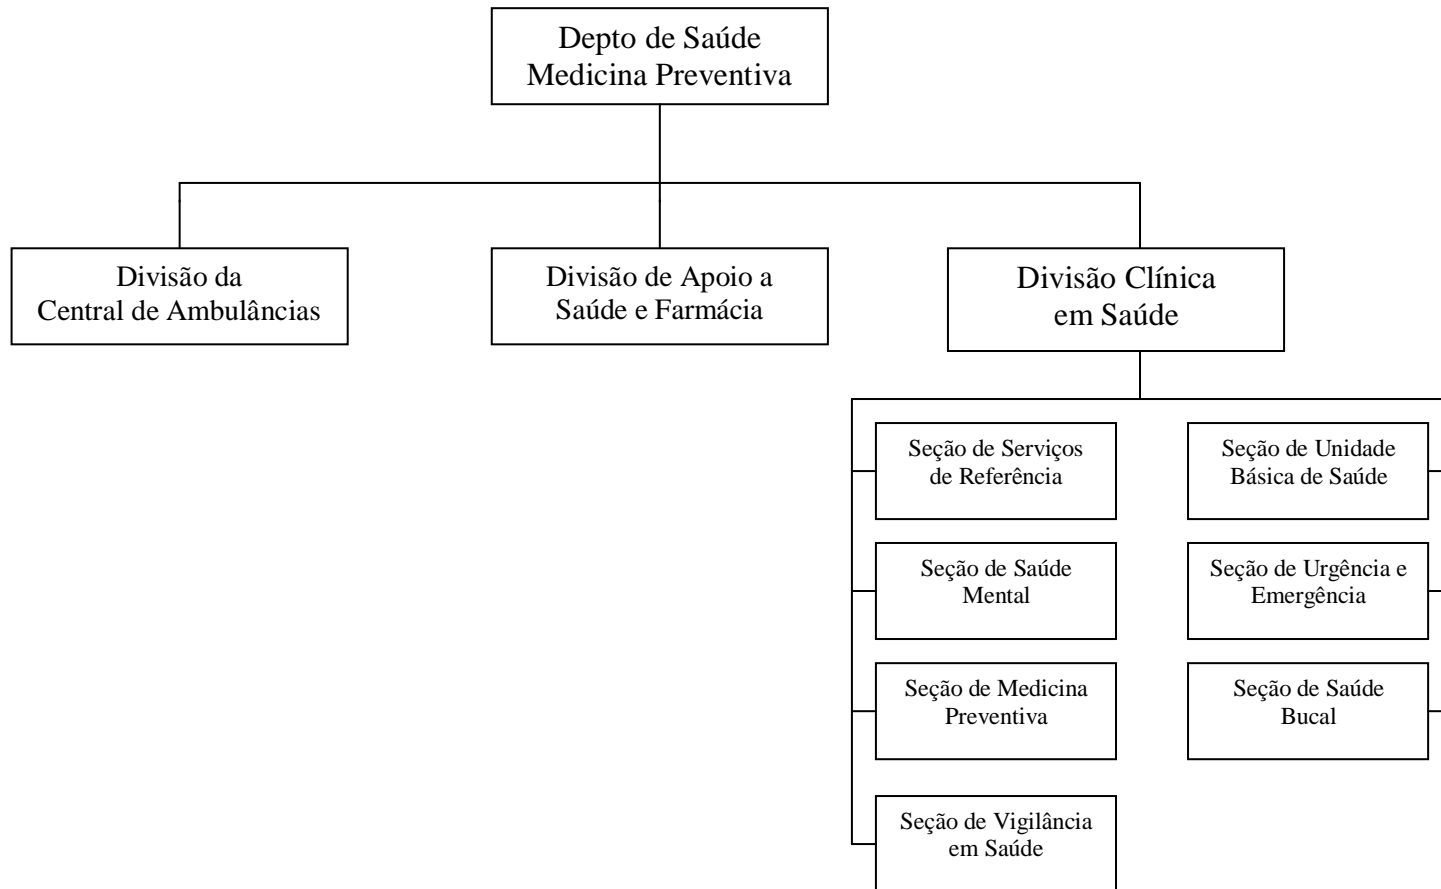 Depto de Saúde
Medicina Preventiva
Divisão da
Central de Ambulâncias
Divisão de Apoio a
Saúde e Farmácia
Divisão Clínica
em Saúde
Seção de Serviços
de Referência
Seção de Unidade
Básica de Saúde
Seção de Saúde
Mental
Seção de Urgência e
Emergência
Seção de Medicina
Preventiva
Seção de Saúde
Bucal
Seção de Vigilância
em Saúde